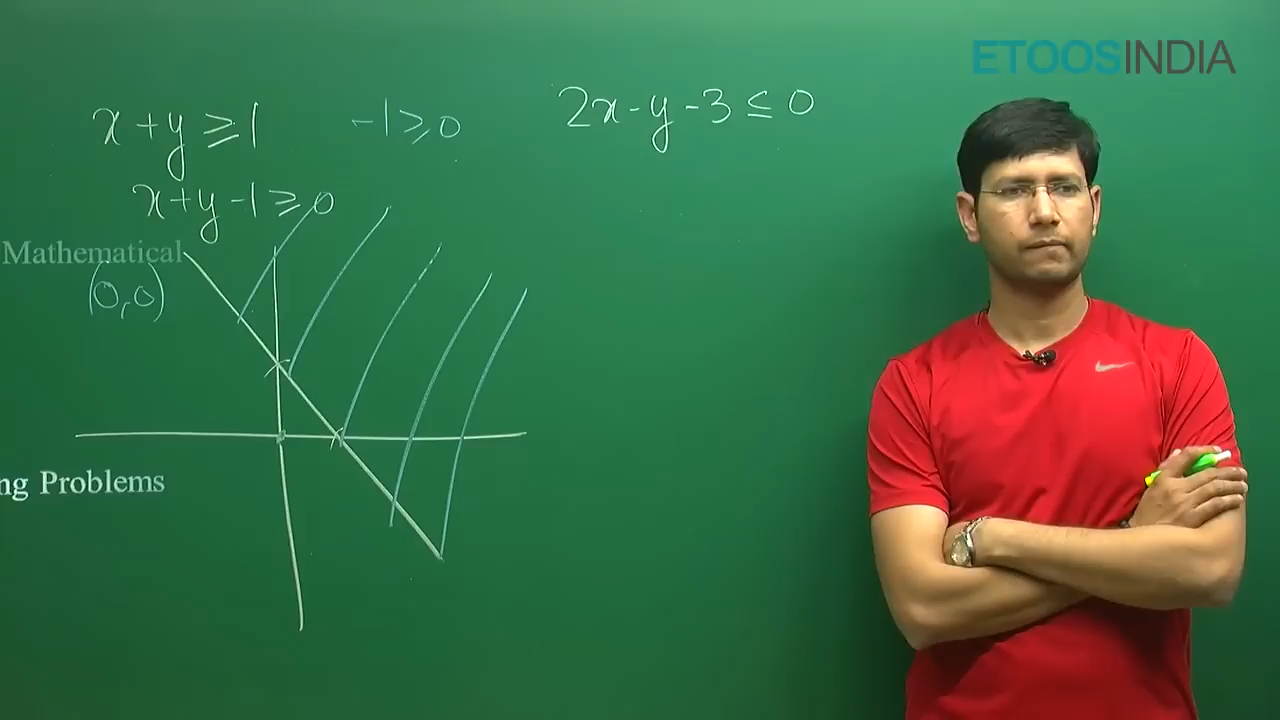 ETOOSINDIA
x + y ≥ 1
-1 ≥ 0
2x - y - 3 ≤ 0
x + y - 1 ≥ 0
Mathematical
(0,0)
ng Problems